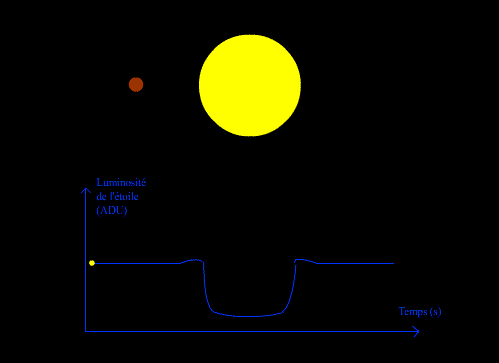 Luminosité
de l'étoile
(ADU)
Temps (s)